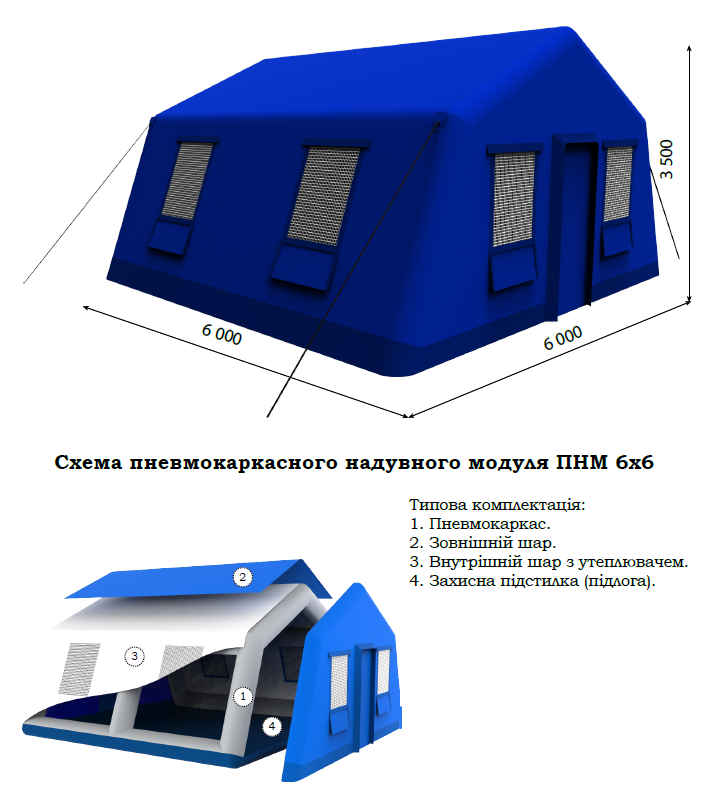 3 500
6 000
6 000
Схема пневмокаркасного надувного модуля ПНМ 6х6
Типова комплектація:
1. Пневмокаркас.
2. Зовнішній шар.
3. Внутрішній шар з утеплювачем.
4. Захисна підстилка (підлога).
2
3
1
4